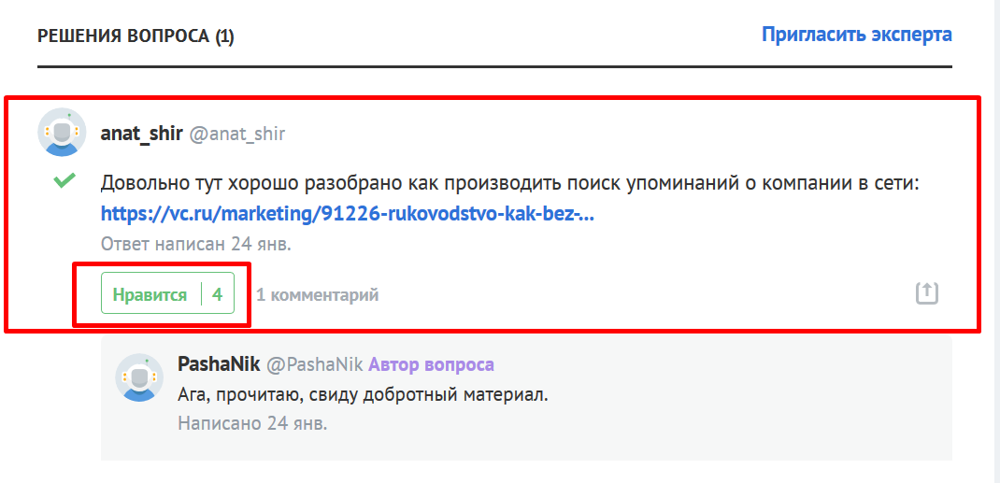 РЕШЕНИЯ ВОПРОСА (1)
Пригласить эксперта
anat_shir @anat_shir
Довольно тут хорошо разобрано как производить поиск упоминаний о компании в сети:
https://vc.ru/marketing/91226-rukovodstvo-kak-bez-...
Ответ написан 24 янв.
Нравится 4 1 комментарий
PashaNik @PashaNik Автор вопроса
Ага, прочитаю, свиду добротный материал.
Написано 24 янв.